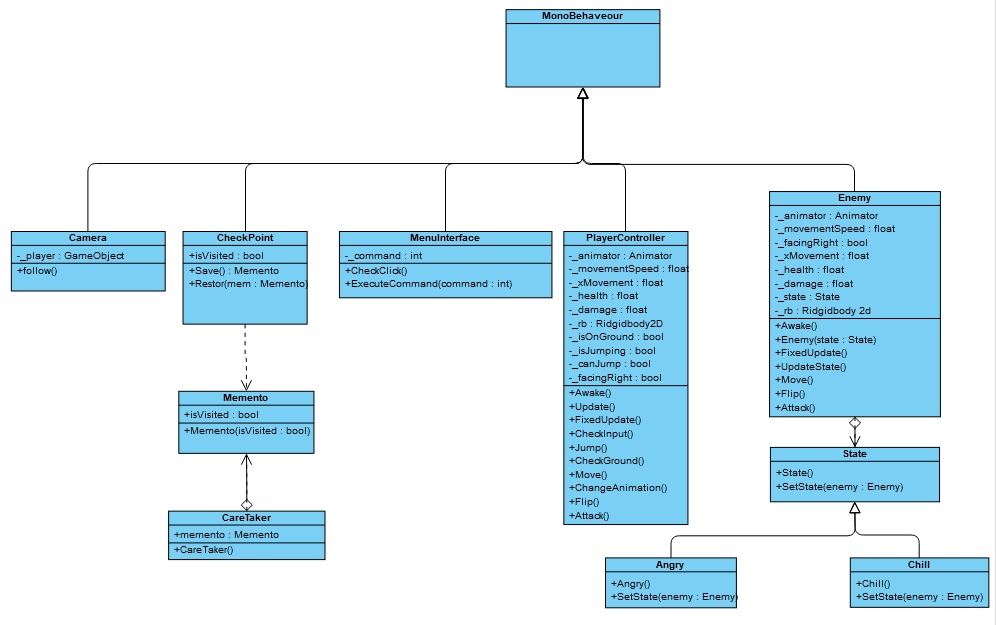 MonoBehaveour
Camera
-_player : GameObject
+follow()
CheckPoint
+isVisited : bool
+Save() : Memento
+Restor(mem : Memento)
MenuInterface
-_command : int
+CheckClick()
+ExecuteCommand(command : int)
PlayerController
-_animator : Animator
-_movementSpeed : float
-_xMovement : float
-_health : float
-_damage : float
-_rb : Ridgidbody2D
-_isOnGround : bool
-_isJumping : bool
-_canJump : bool
-_facingRight : bool
+Awake()
+Update()
+FixedUpdate()
+CheckInput()
+Jump()
+CheckGround()
+Move()
+ChangeAnimation()
+Flip()
+Attack()
Enemy
-_animator : Animator
-_movementSpeed : float
-_facingRight : bool
-_xMovement : float
-_health : float
-_damage : float
-_state : State
-_rb : Ridgidbody 2d
+Awake()
+Enemy(state : State)
+FixedUpdate()
+UpdateState()
+Move()
+Flip()
+Attack()
Memento
+isVisited : bool
+Memento(isVisited : bool)
CareTaker
+memento : Memento
+CareTaker()
State
+State()
+SetState(enemy : Enemy)
Angry
+Angry()
+SetState(enemy : Enemy)
Chill
+Chill()
+SetState(enemy : Enemy)